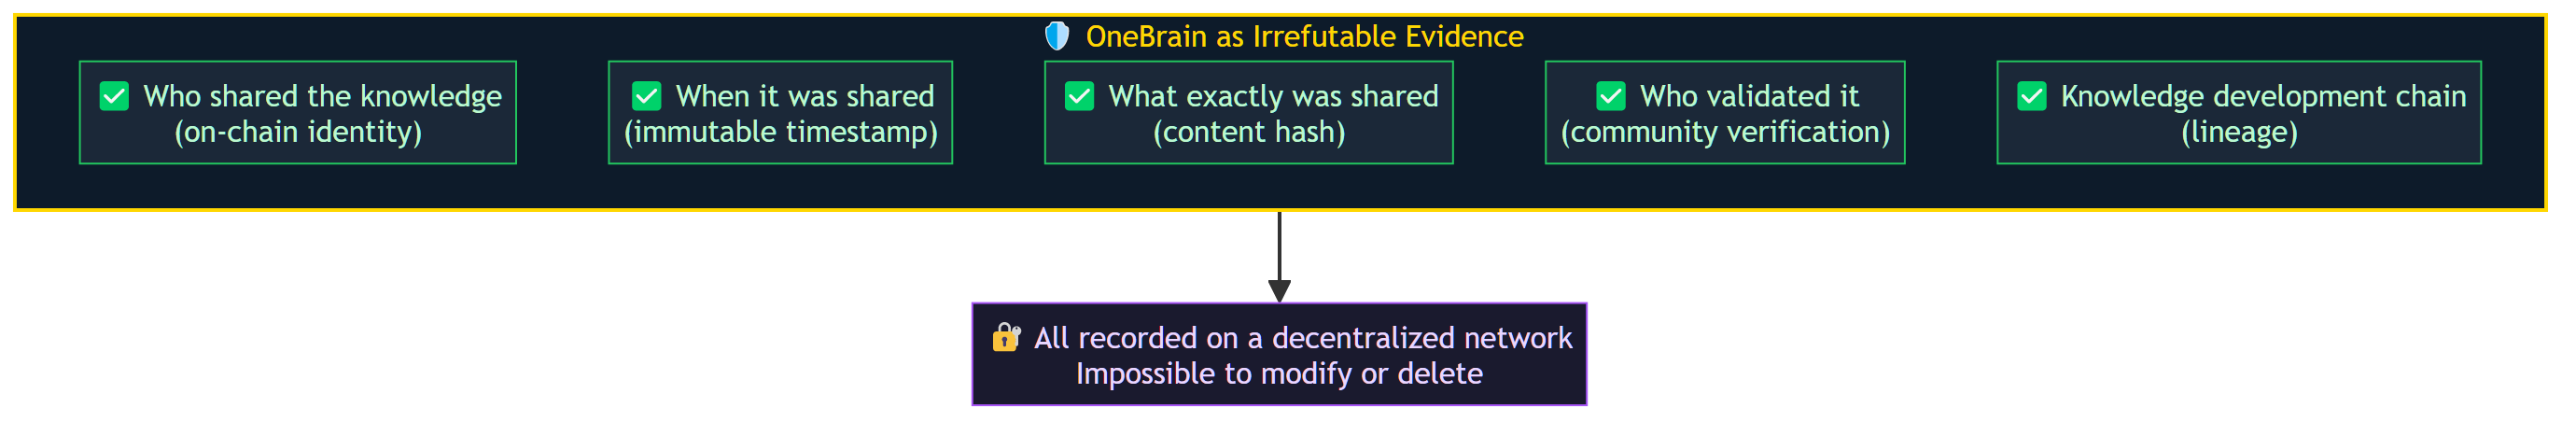 OneBrain as Irrefutable Evidence
Who shared the knowledge
(on-chain identity)
When it was shared
(immutable timestamp)
What exactly was shared
(content hash)
Who validated it
(community verification)
Knowledge development chain
(lineage)
All recorded on a decentralized network
Impossible to modify or delete